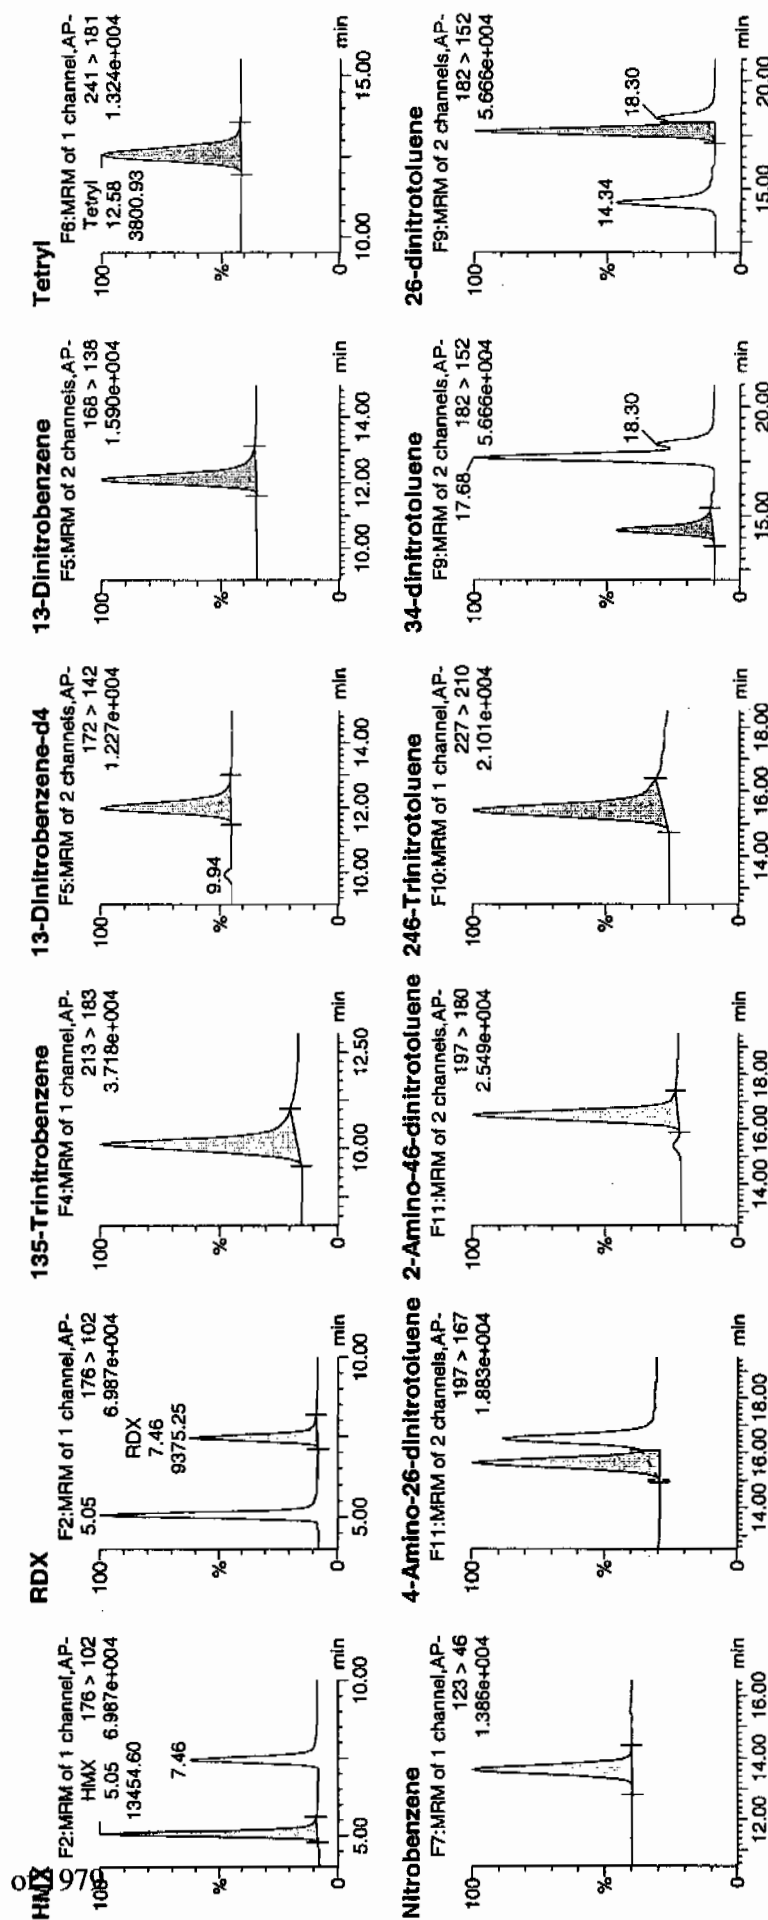 HMX
F2:MRM of 1 channel,AP-
176 > 102
6.987e+004
HMX
5.05
13454.60
7.46
100
%
0
5.00
10.00
min
RDX
F2:MRM of 1 channel,AP-
176 > 102
6.987e+004
5.05
RDX
7.46
9375.25
100
%
0
5.00
10.00
min
135-Trinitrobenzene
F4:MRM of 1 channel,AP-
213 > 183
3.718e+004
100
%
0
10.00
12.50
min
13-Dinitrobenzene-d4
F5:MRM of 2 channels,AP-
172 > 142
1.227e+004
9.94
100
%
0
10.00
12.00
14.00
min
13-Dinitrobenzene
F5:MRM of 2 channels,AP-
168 > 138
1.590e+004
100
%
0
10.00
12.00
14.00
min
Tetryl
F6:MRM of 1 channel,AP-
241 > 181
1.324e+004
Tetryl
12.58
3800.93
100
%
0
10.00
15.00
min
Nitrobenzene
F7:MRM of 1 channel,AP-
123 > 46
1.386e+004
100
%
0
12.00
14.00
16.00
min
4-Amino-26-dinitrotoluene
F11:MRM of 2 channels,AP-
197 > 167
1.883e+004
100
%
0
14.00
16.00
18.00
min
2-Amino-46-dinitrotoluene
F11:MRM of 2 channels,AP-
197 > 180
2.549e+004
100
%
0
14.00
16.00
18.00
min
246-Trinitrotoluene
F10:MRM of 1 channel,AP-
227 > 210
2.101e+004
100
%
0
14.00
16.00
18.00
min
34-dinitrotoluene
F9:MRM of 2 channels,AP-
182 > 152
5.666e+004
17.68
18.30
100
%
0
15.00
20.00
min
26-dinitrotoluene
F9:MRM of 2 channels,AP-
182 > 152
5.666e+004
14.34
18.30
100
%
0
15.00
20.00
min
of 1979